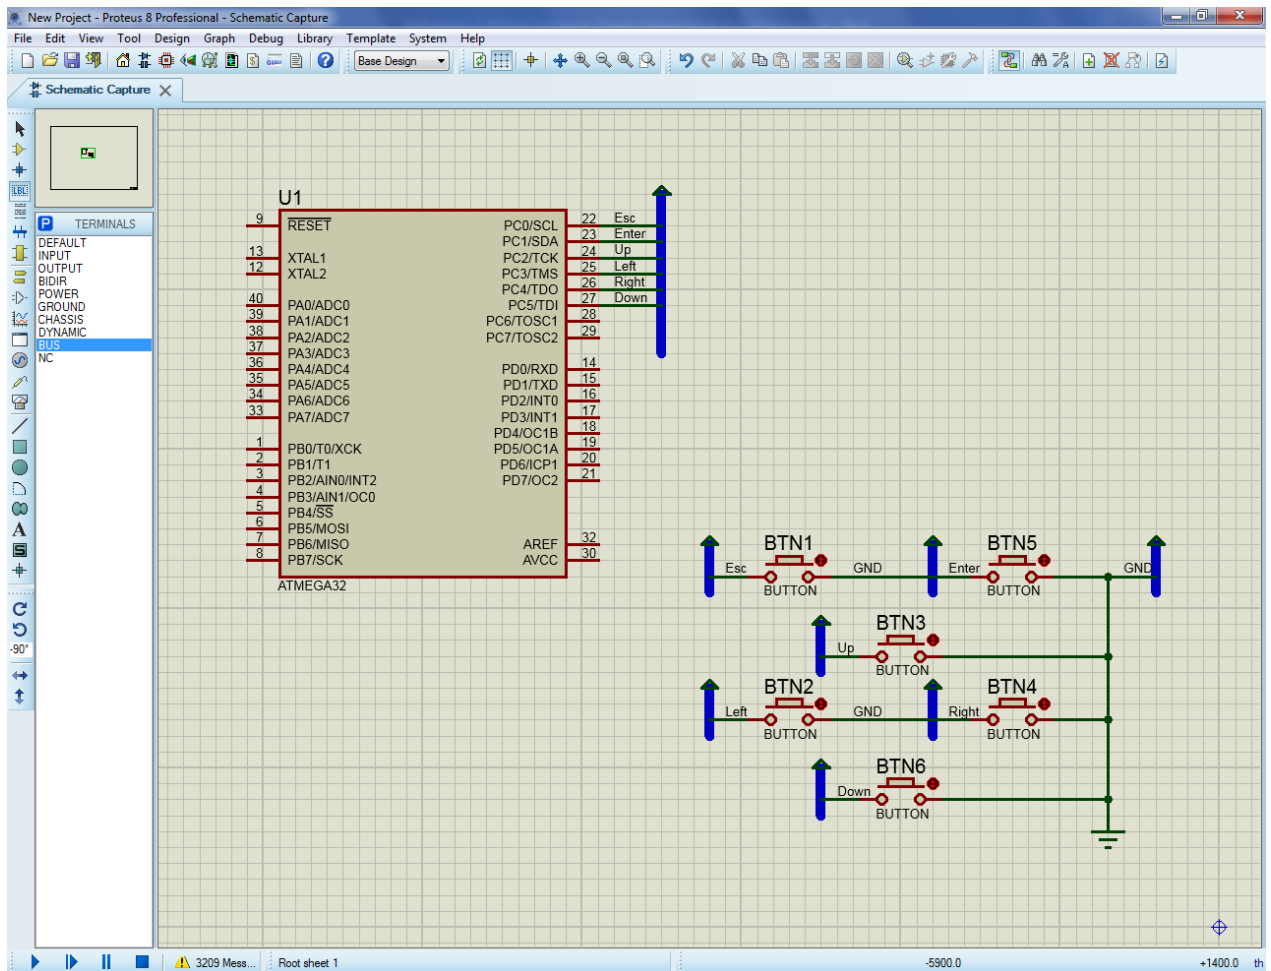 New Project - Proteus 8 Professional - Schematic Capture
File Edit View Tool Design Graph Debug Library Template System Help
Base Design
Schematic Capture
LBL
P TERMINALS
DEFAULT
INPUT
OUTPUT
BIDIR
POWER
GROUND
CHASSIS
DYNAMIC
BUS
NC
A
S
-90°
U1
9 RESET
13 XTAL1
12 XTAL2
40 PA0/ADC0
39 PA1/ADC1
38 PA2/ADC2
37 PA3/ADC3
36 PA4/ADC4
35 PA5/ADC5
34 PA6/ADC6
33 PA7/ADC7
1 PB0/T0/XCK
2 PB1/T1
3 PB2/AIN0/INT2
4 PB3/AIN1/OC0
5 PB4/SS
6 PB5/MOSI
7 PB6/MISO
8 PB7/SCK
PC0/SCL 22 Esc
PC1/SDA 23 Enter
PC2/TCK 24 Up
PC3/TMS 25 Left
PC4/TDO 26 Right
PC5/TDI 27 Down
PC6/TOSC1 28
PC7/TOSC2 29
PD0/RXD 14
PD1/TXD 15
PD2/INT0 16
PD3/INT1 17
PD4/OC1B 18
PD5/OC1A 19
PD6/ICP1 20
PD7/OC2 21
AREF 32
AVCC 30
ATMEGA32
BTN1 BTN5
Esc GND Enter GND
BUTTON BUTTON
BTN3
Up
BUTTON
BTN2 BTN4
Left GND Right
BUTTON BUTTON
BTN6
Down
BUTTON
3209 Mess... Root sheet 1 -5900.0 +1400.0 th